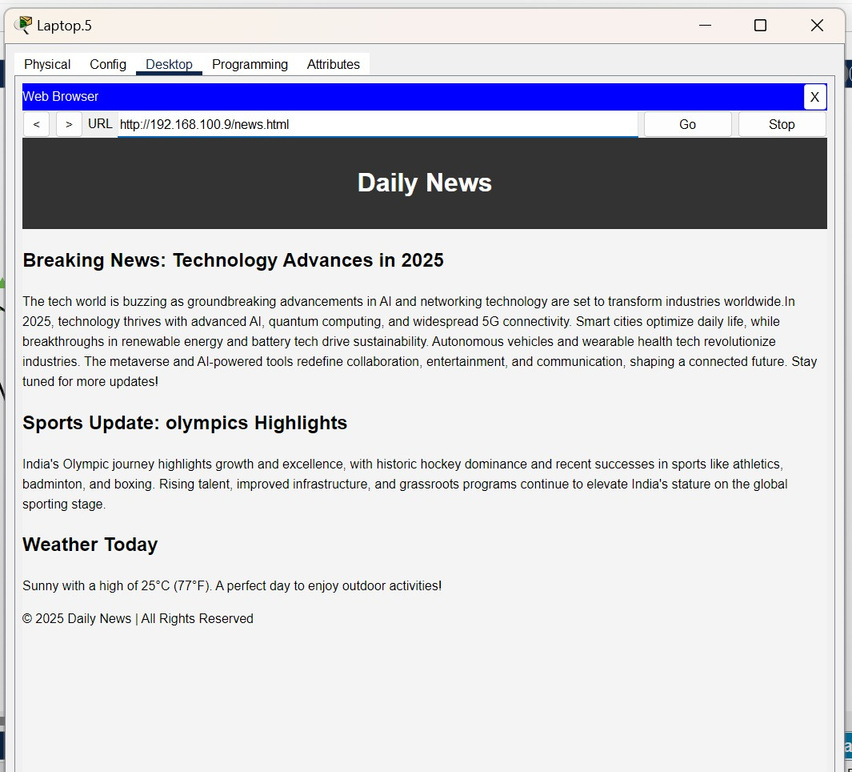 Laptop.5
Physical Config Desktop Programming Attributes
Web Browser X
< > URL http://192.168.100.9/news.html Go Stop
Daily News
Breaking News: Technology Advances in 2025
The tech world is buzzing as groundbreaking advancements in AI and networking technology are set to transform industries worldwide.In
2025, technology thrives with advanced AI, quantum computing, and widespread 5G connectivity. Smart cities optimize daily life, while
breakthroughs in renewable energy and battery tech drive sustainability. Autonomous vehicles and wearable health tech revolutionize
industries. The metaverse and AI-powered tools redefine collaboration, entertainment, and communication, shaping a connected future. Stay
tuned for more updates!
Sports Update: olympics Highlights
India's Olympic journey highlights growth and excellence, with historic hockey dominance and recent successes in sports like athletics,
badminton, and boxing. Rising talent, improved infrastructure, and grassroots programs continue to elevate India's stature on the global
sporting stage.
Weather Today
Sunny with a high of 25°C (77°F). A perfect day to enjoy outdoor activities!
© 2025 Daily News | All Rights Reserved